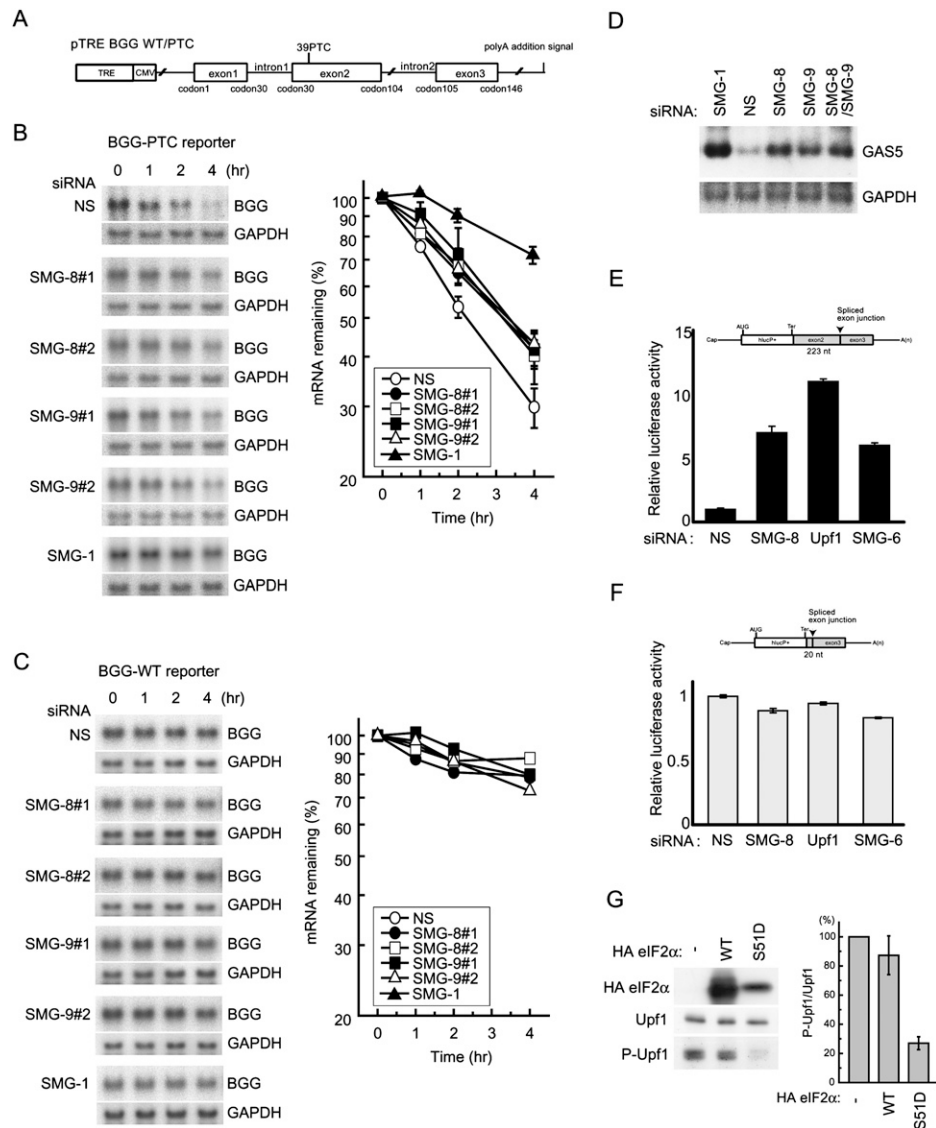 A
pTRE BGG WT/PTC
39PTC
polyA addition signal
intron1
intron2
TRE
CMV
exon1
exon2
exon3
codon1
codon30
codon30
codon104
codon105
codon146
B
BGG-PTC reporter
0 1 2 4 (hr)
siRNA
NS
BGG
GAPDH
SMG-8#1
BGG
GAPDH
SMG-8#2
BGG
GAPDH
SMG-9#1
BGG
GAPDH
SMG-9#2
BGG
GAPDH
SMG-1
BGG
GAPDH
mRNA remaining (%)
100
90
80
70
60
50
40
30
20
NS
SMG-8#1
SMG-8#2
SMG-9#1
SMG-9#2
SMG-1
0 1 2 3 4
Time (hr)
C
BGG-WT reporter
0 1 2 4 (hr)
siRNA
NS
BGG
GAPDH
SMG-8#1
BGG
GAPDH
SMG-8#2
BGG
GAPDH
SMG-9#1
BGG
GAPDH
SMG-9#2
BGG
GAPDH
SMG-1
BGG
GAPDH
mRNA remaining (%)
100
90
80
70
60
50
40
30
20
NS
SMG-8#1
SMG-8#2
SMG-9#1
SMG-9#2
SMG-1
0 1 2 3 4
Time (hr)
D
siRNA:
SMG-1
NS
SMG-8
SMG-9
SMG-8
/SMG-9
GAS5
GAPDH
E
Spliced
exon junction
AUG
Ter
Cap
hlucP+
exon2
exon3
A(n)
223 nt
Relative luciferase activity
15
10
5
0
siRNA : NS SMG-8 Upf1 SMG-6
F
Spliced
exon junction
AUG
Ter
Cap
hlucP+
exon3
A(n)
20 nt
Relative luciferase activity
1
0.5
0
siRNA : NS SMG-8 Upf1 SMG-6
G
HA eIF2α:
-
WT
S51D
HA eIF2α
Upf1
P-Upf1
(%)
100
80
60
40
20
0
P-Upf1/Upf1
HA eIF2α:
-
WT
S51D